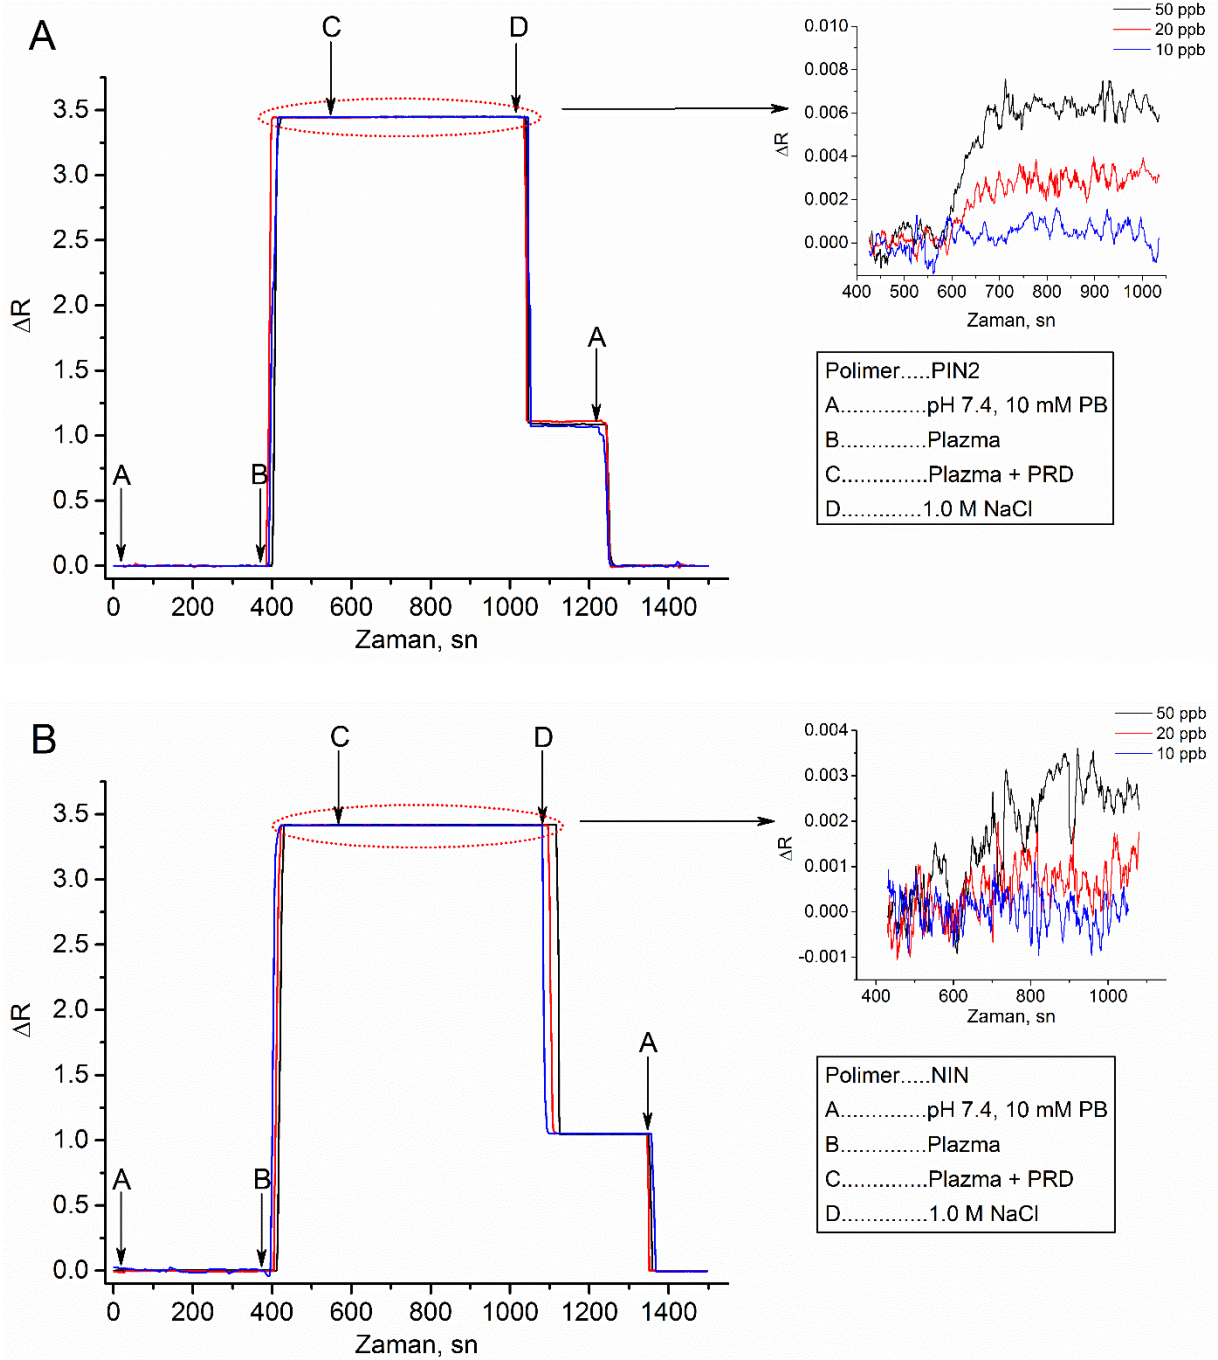 A
C
D
3.5
3.0
2.5
2.0
1.5
1.0
0.5
0.0
ΔR
A
B
A
0 200 400 600 800 1000 1200 1400
Zaman, sn
50 ppb
20 ppb
10 ppb
0.010
0.008
0.006
0.004
0.002
0.000
ΔR
400 500 600 700 800 900 1000
Zaman, sn
Polimer.....PIN2
A..............pH 7.4, 10 mM PB
B..............Plazma
C..............Plazma + PRD
D.............1.0 M NaCl
B
C
D
3.5
3.0
2.5
2.0
1.5
1.0
0.5
0.0
ΔR
A
B
A
0 200 400 600 800 1000 1200 1400
Zaman, sn
50 ppb
20 ppb
10 ppb
0.004
0.003
0.002
0.001
0.000
-0.001
ΔR
400 600 800 1000
Zaman, sn
Polimer.....NIN
A..............pH 7.4, 10 mM PB
B..............Plazma
C..............Plazma + PRD
D..............1.0 M NaCl